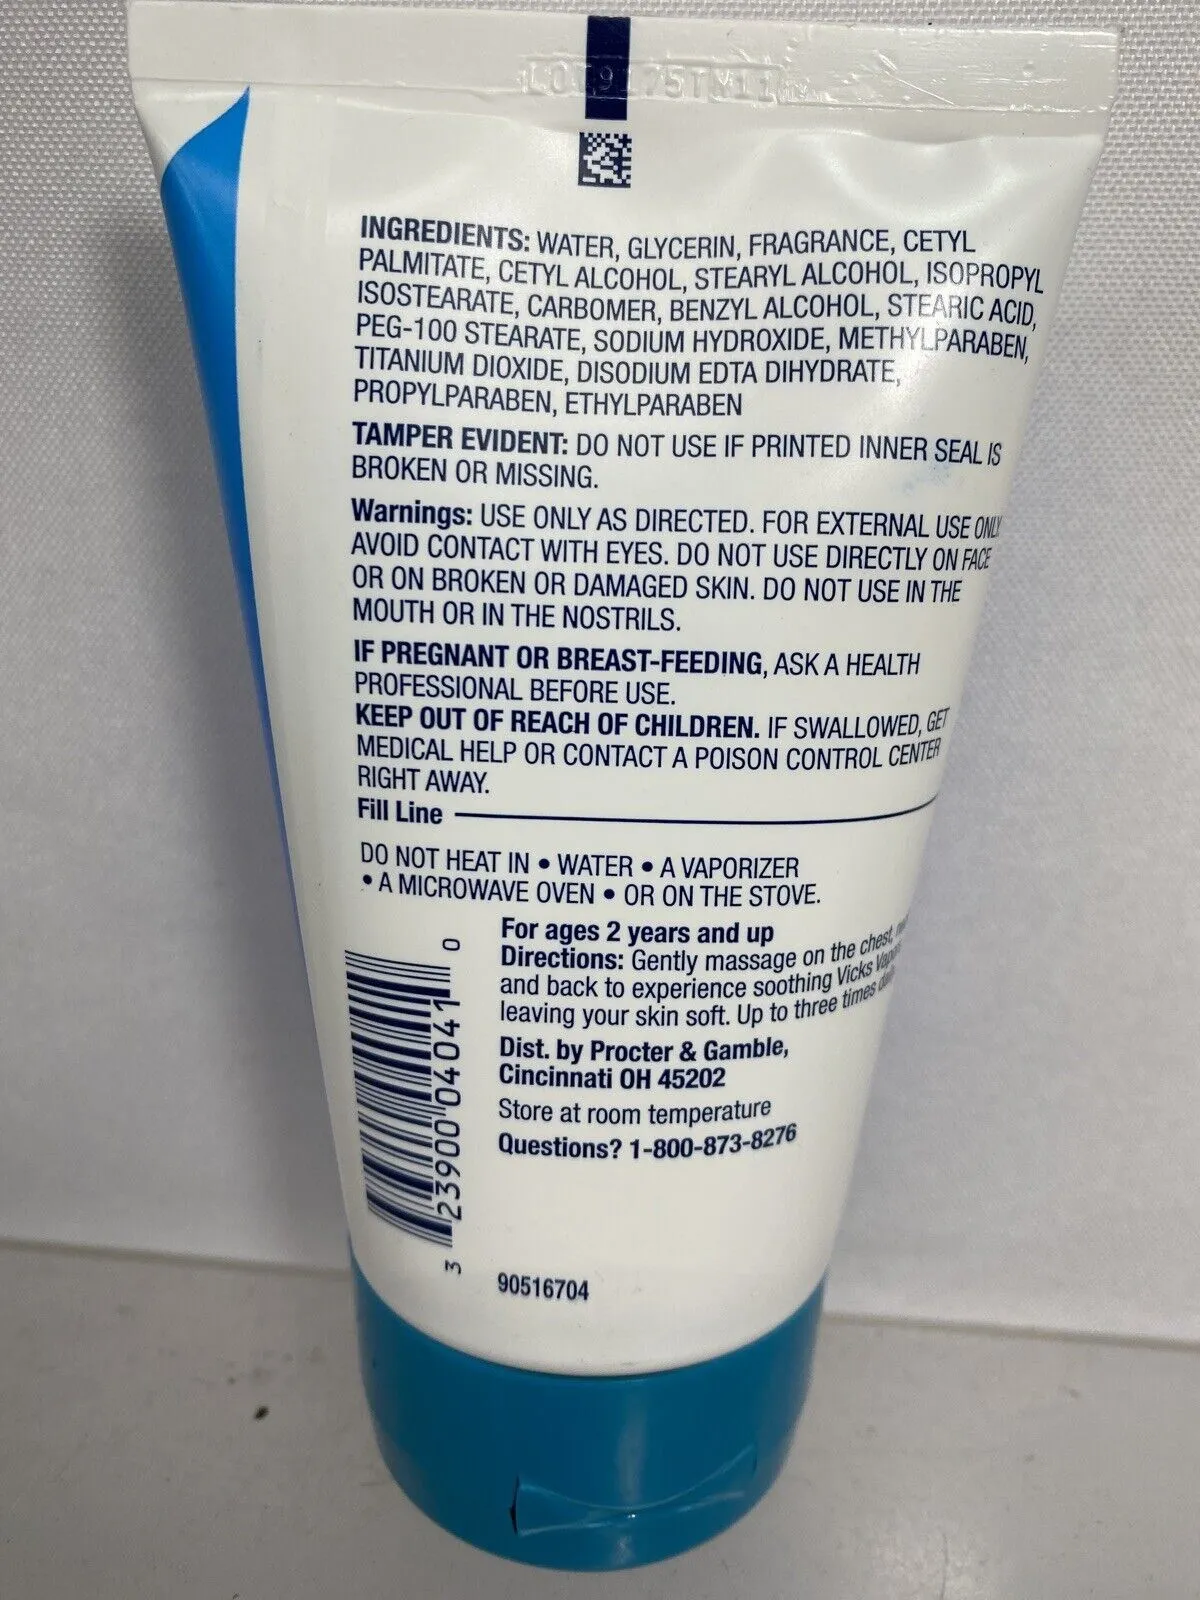 INGREDIENTS: WATER, GLYCERIN, FRAGRANCE, CETYL
PALMITATE, CETYL ALCOHOL, STEARYL ALCOHOL, ISOPROPYL
ISOSTEARATE, CARBOMER, BENZYL ALCOHOL, STEARIC ACID,
PEG-100 STEARATE, SODIUM HYDROXIDE, METHYLPARABEN,
TITANIUM DIOXIDE, DISODIUM EDTA DIHYDRATE,
PROPYLPARABEN, ETHYLPARABEN
TAMPER EVIDENT: DO NOT USE IF PRINTED INNER SEAL IS
BROKEN OR MISSING.
Warnings: USE ONLY AS DIRECTED. FOR EXTERNAL USE ONLY.
AVOID CONTACT WITH EYES. DO NOT USE DIRECTLY ON FACE
OR ON BROKEN OR DAMAGED SKIN. DO NOT USE IN THE
MOUTH OR IN THE NOSTRILS.
IF PREGNANT OR BREAST-FEEDING, ASK A HEALTH
PROFESSIONAL BEFORE USE.
KEEP OUT OF REACH OF CHILDREN. IF SWALLOWED, GET
MEDICAL HELP OR CONTACT A POISON CONTROL CENTER
RIGHT AWAY.
Fill Line
DO NOT HEAT IN • WATER • A VAPORIZER
• A MICROWAVE OVEN • OR ON THE STOVE.
For ages 2 years and up
Directions: Gently massage on the chest,
and back to experience soothing Vicks
leaving your skin soft. Up to three times
Dist. by Procter & Gamble,
Cincinnati OH 45202
Store at room temperature
Questions? 1-800-873-8276
3 23900 04041 0
90516704